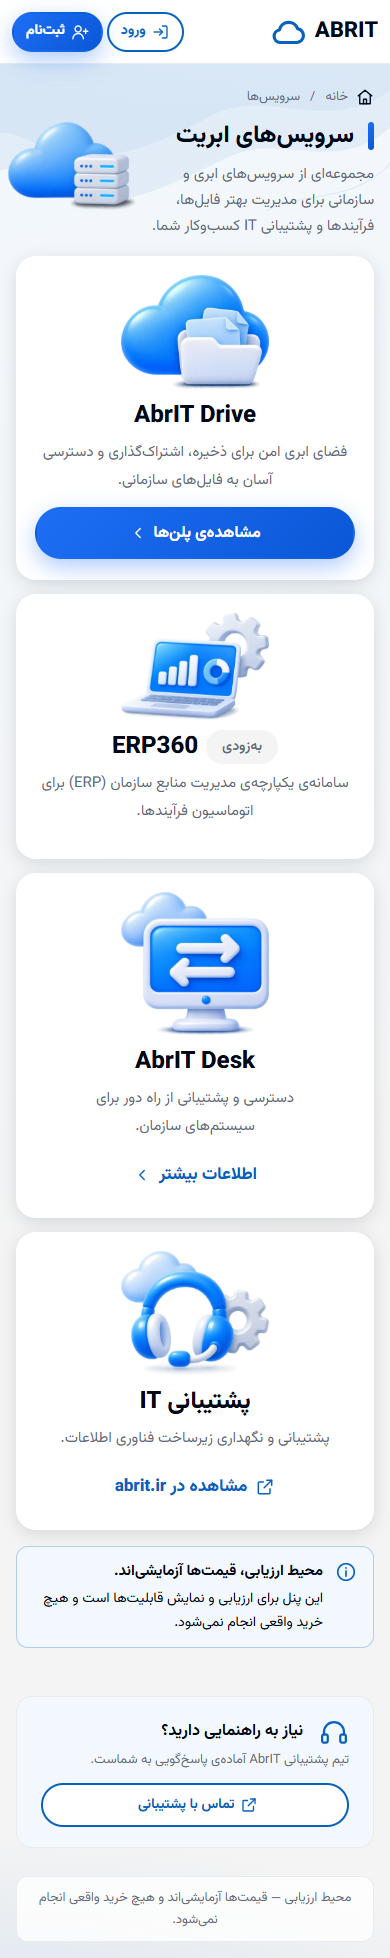 ABRIT
ورود
ثبت‌نام
خانه / سرویس‌ها
سرویس‌های ابریت
مجموعه‌ای از سرویس‌های ابری و
سازمانی برای مدیریت بهتر فایل‌ها،
فرآیندها و پشتیبانی IT کسب‌وکار شما.
AbrIT Drive
فضای ابری امن برای ذخیره، اشتراک‌گذاری و دسترسی
آسان به فایل‌های سازمانی.
مشاهده‌ی پلن‌ها
ERP360 به‌زودی
سامانه‌ی یکپارچه‌ی مدیریت منابع سازمان (ERP) برای
اتوماسیون فرآیندها.
AbrIT Desk
دسترسی و پشتیبانی از راه دور برای
سیستم‌های سازمان.
اطلاعات بیشتر
پشتیبانی IT
پشتیبانی و نگهداری زیرساخت فناوری اطلاعات.
مشاهده در abrit.ir
محیط ارزیابی، قیمت‌ها آزمایشی‌اند.
این پنل برای ارزیابی و نمایش قابلیت‌ها است و هیچ
خرید واقعی انجام نمی‌شود.
نیاز به راهنمایی دارید؟
تیم پشتیبانی AbrIT آماده‌ی پاسخ‌گویی به شماست.
تماس با پشتیبانی
محیط ارزیابی — قیمت‌ها آزمایشی‌اند و هیچ خرید واقعی انجام
نمی‌شود.